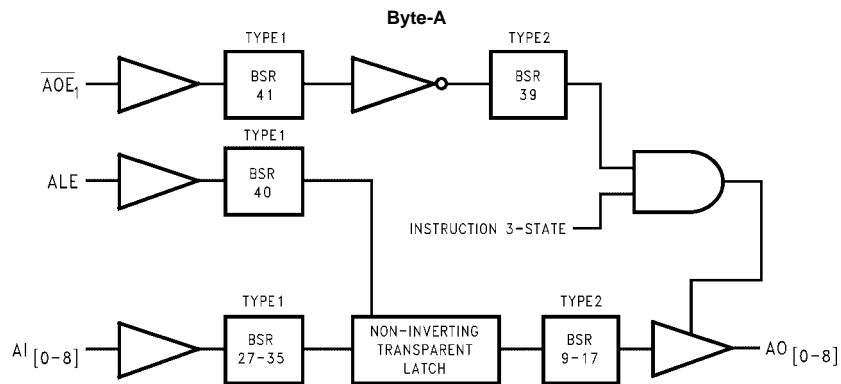 Byte-A
TYPE1
TYPE2
A̅O̅E̅₁
BSR
41
BSR
39
TYPE1
ALE
BSR
40
INSTRUCTION 3-STATE
TYPE1
TYPE2
AI [0-8]
BSR
27-35
NON-INVERTING
TRANSPARENT
LATCH
BSR
9-17
AO [0-8]